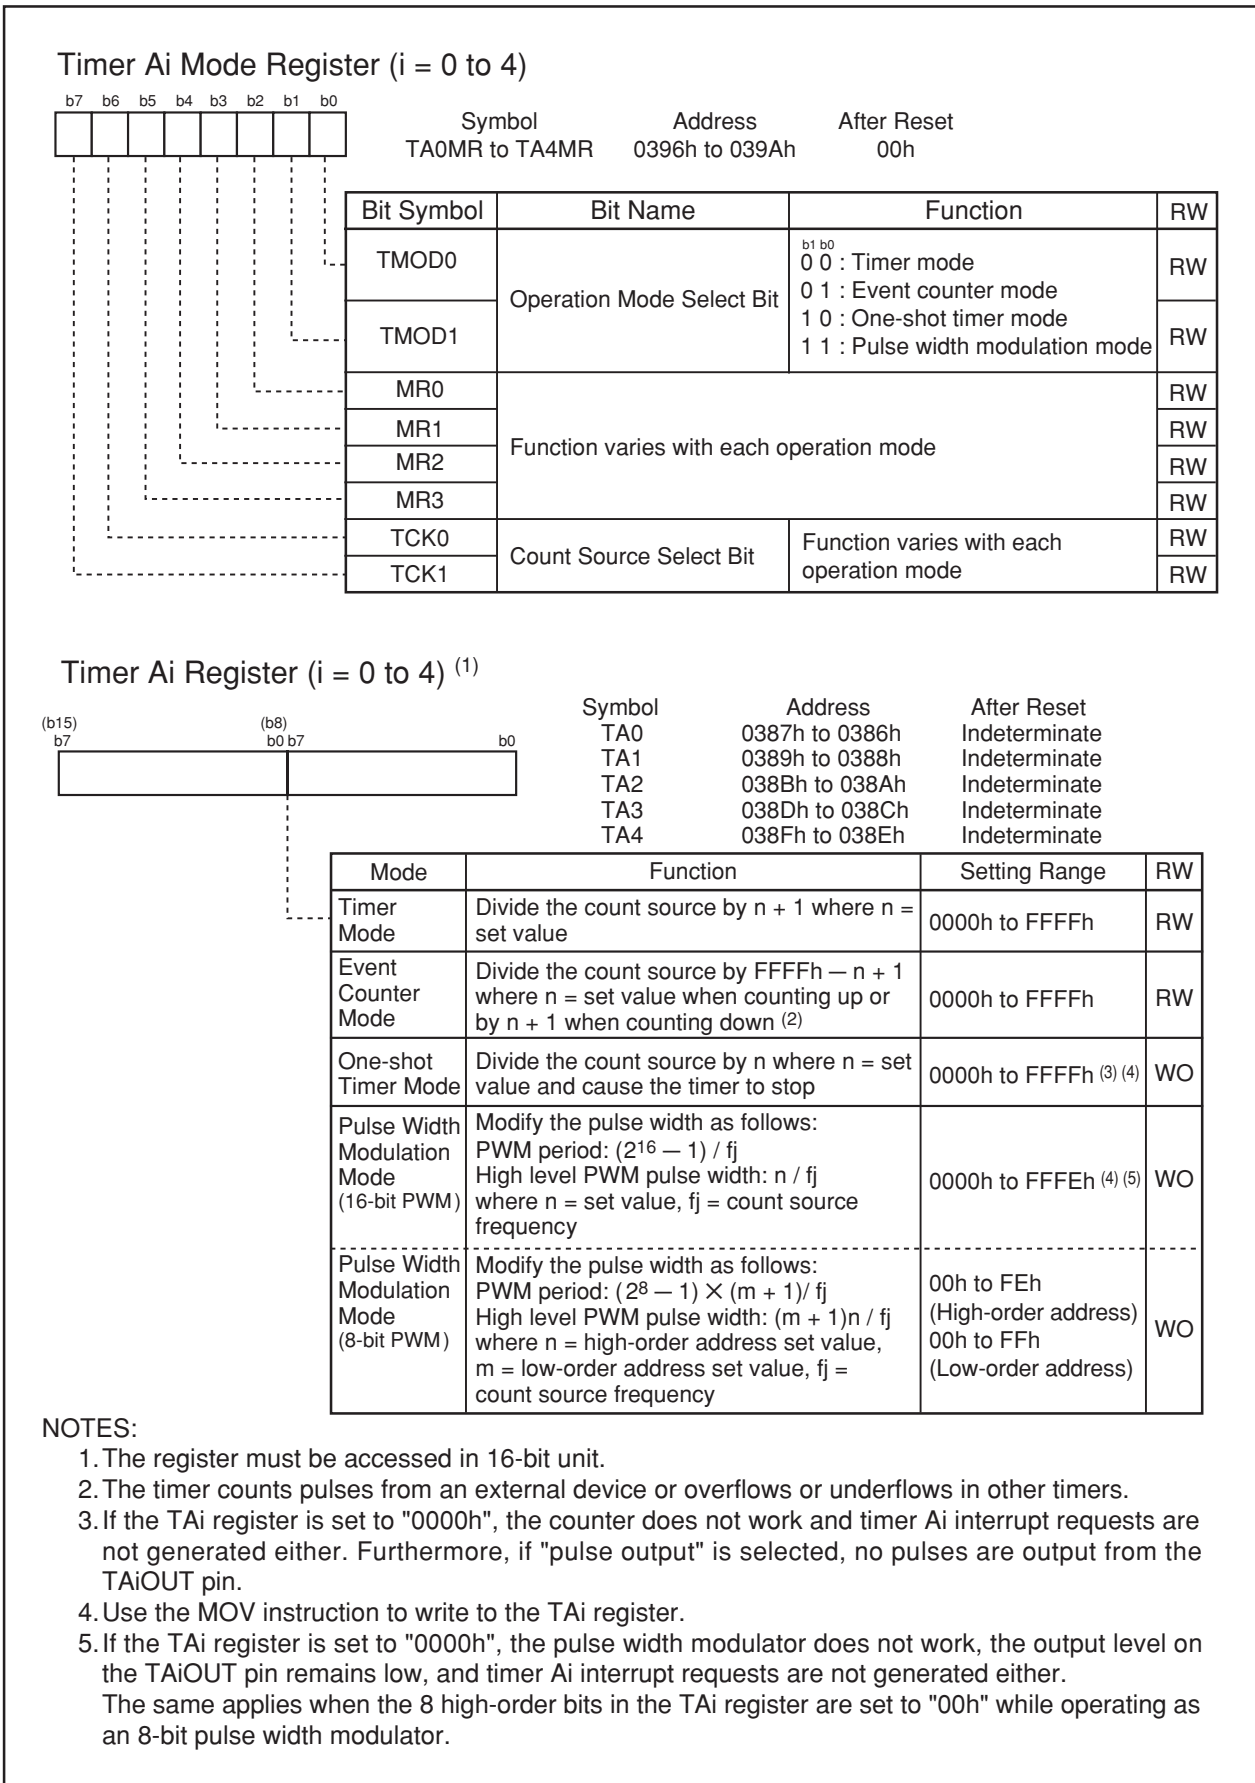 Timer Ai Mode Register (i = 0 to 4)
b7 b6 b5 b4 b3 b2 b1 b0
Symbol Address After Reset
TA0MR to TA4MR 0396h to 039Ah 00h
Bit Symbol Bit Name Function RW
TMOD0 Operation Mode Select Bit b1 b0
0 0 : Timer mode RW
0 1 : Event counter mode
TMOD1 1 0 : One-shot timer mode RW
1 1 : Pulse width modulation mode
MR0 Function varies with each operation mode RW
MR1 RW
MR2 RW
MR3 RW
TCK0 Count Source Select Bit Function varies with each RW
TCK1 operation mode RW
Timer Ai Register (i = 0 to 4) (1)
Symbol Address After Reset
(b15) (b8)
b7 b0 b7 b0
TA0 0387h to 0386h Indeterminate
TA1 0389h to 0388h Indeterminate
TA2 038Bh to 038Ah Indeterminate
TA3 038Dh to 038Ch Indeterminate
TA4 038Fh to 038Eh Indeterminate
Mode Function Setting Range RW
Timer Divide the count source by n + 1 where n = 0000h to FFFFh RW
Mode set value
Event Divide the count source by FFFFh — n + 1
Counter where n = set value when counting up or 0000h to FFFFh RW
Mode by n + 1 when counting down (2)
One-shot Divide the count source by n where n = set 0000h to FFFFh (3) (4) WO
Timer Mode value and cause the timer to stop
Pulse Width Modify the pulse width as follows:
Modulation PWM period: (2^16 — 1) / fj
Mode High level PWM pulse width: n / fj 0000h to FFFEh (4) (5) WO
(16-bit PWM) where n = set value, fj = count source
frequency
Pulse Width Modify the pulse width as follows: 00h to FEh
Modulation PWM period: (2^8 — 1) × (m + 1)/ fj (High-order address)
Mode High level PWM pulse width: (m + 1)n / fj 00h to FFh WO
(8-bit PWM) where n = high-order address set value, (Low-order address)
m = low-order address set value, fj =
count source frequency
NOTES:
1. The register must be accessed in 16-bit unit.
2. The timer counts pulses from an external device or overflows or underflows in other timers.
3. If the TAi register is set to "0000h", the counter does not work and timer Ai interrupt requests are
not generated either. Furthermore, if "pulse output" is selected, no pulses are output from the
TAiOUT pin.
4. Use the MOV instruction to write to the TAi register.
5. If the TAi register is set to "0000h", the pulse width modulator does not work, the output level on
the TAiOUT pin remains low, and timer Ai interrupt requests are not generated either.
The same applies when the 8 high-order bits in the TAi register are set to "00h" while operating as
an 8-bit pulse width modulator.